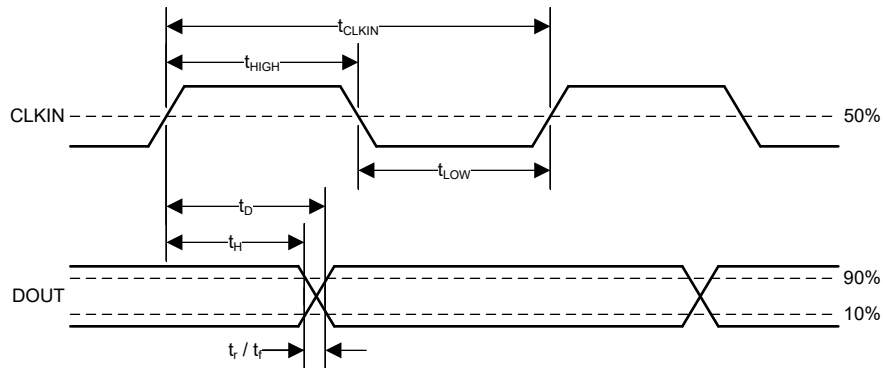 tCLKIN
tHIGH
CLKIN
50%
tLOW
tD
tH
DOUT
90%
10%
tr / tf